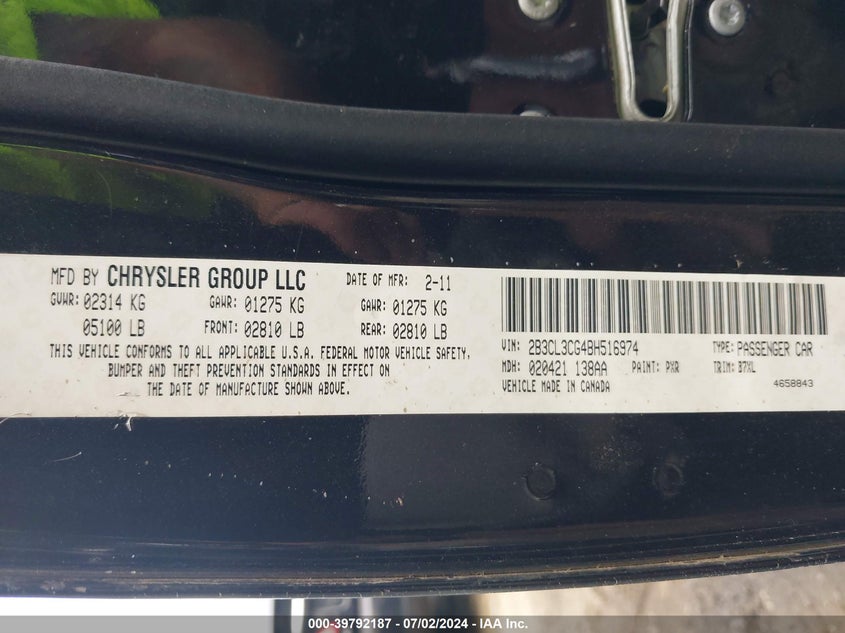 MFD BY CHRYSLER GROUP LLC DATE OF MFR: 2-11
GVWR: 02314 KG GAWR: 01275 KG GAWR: 01275 KG
05100 LB FRONT: 02810 LB REAR: 02810 LB
THIS VEHICLE CONFORMS TO ALL APPLICABLE U.S.A. FEDERAL MOTOR VEHICLE SAFETY,
BUMPER AND THEFT PREVENTION STANDARDS IN EFFECT ON
THE DATE OF MANUFACTURE SHOWN ABOVE.
VIN: 2B3CL3CG4BH516974 TYPE: PASSENGER CAR
MDH: 020421 138AA PAINT: PXR TRIM: B7XL
VEHICLE MADE IN CANADA 4658843
000-39792187 - 07/02/2024 - IAA Inc.